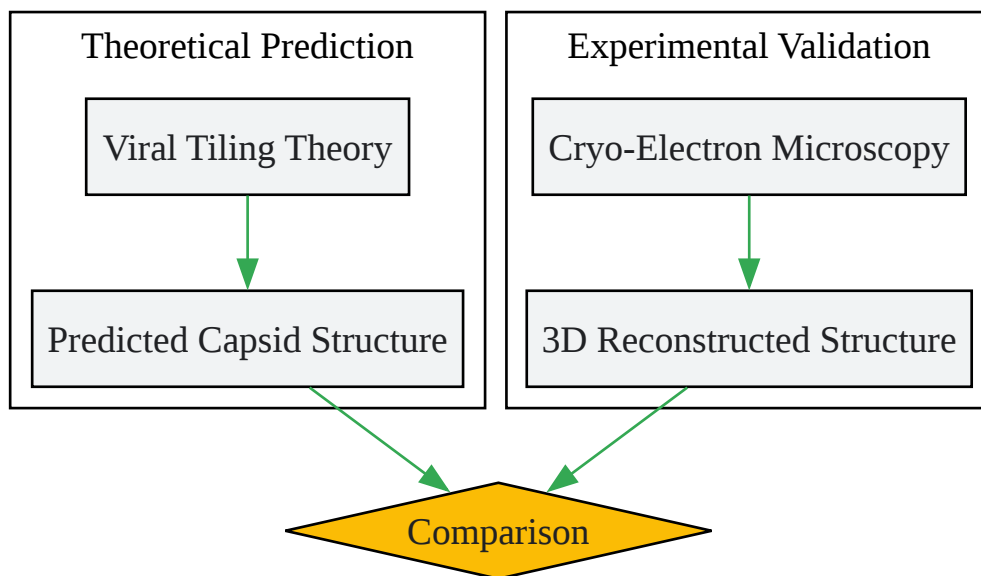 Theoretical Prediction
Viral Tiling Theory
Predicted Capsid Structure
Experimental Validation
Cryo-Electron Microscopy
3D Reconstructed Structure
Comparison